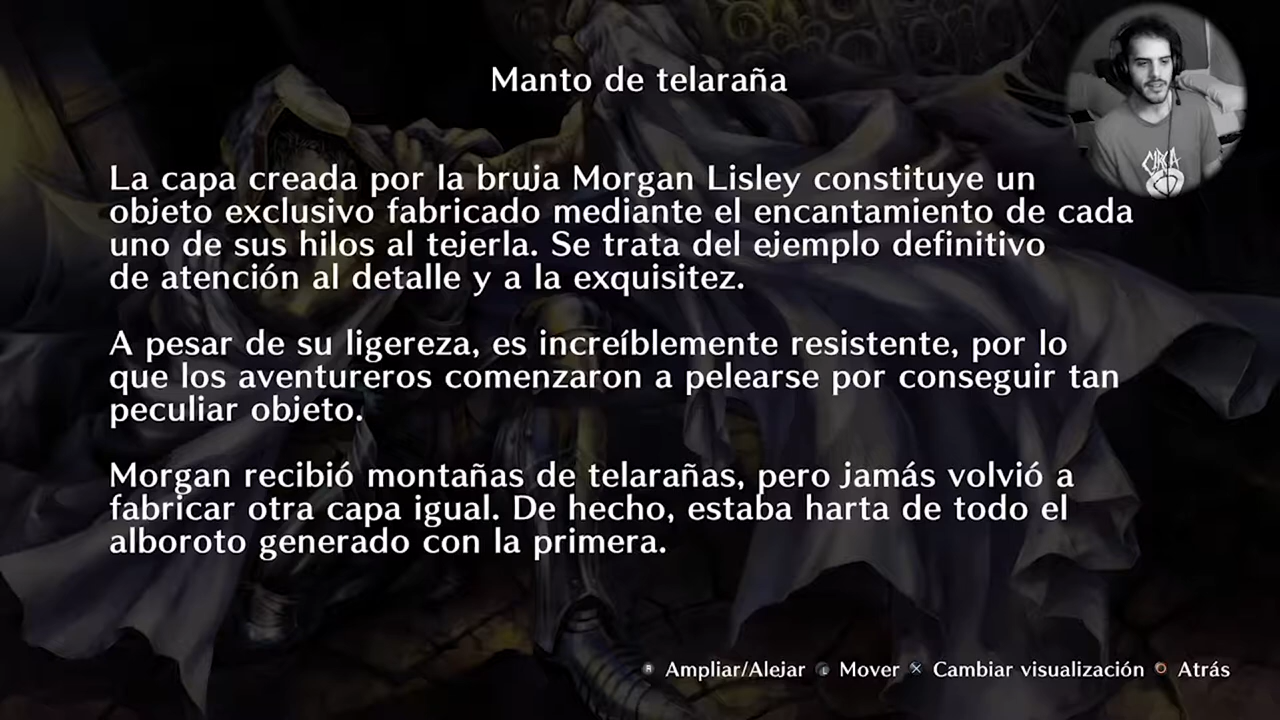 Manto de telaraña
La capa creada por la bruja Morgan Lisley constituye un
objeto exclusivo fabricado mediante el encantamiento de cada
uno de sus hilos al tejerla. Se trata del ejemplo definitivo
de atención al detalle y a la exquisitez.
A pesar de su ligereza, es increíblemente resistente, por lo
que los aventureros comenzaron a pelearse por conseguir tan
peculiar objeto.
Morgan recibió montañas de telarañas, pero jamás volvió a
fabricar otra capa igual. De hecho, estaba harta de todo el
alboroto generado con la primera.
R Ampliar/Alejar L Mover Cambiar visualización Atrás